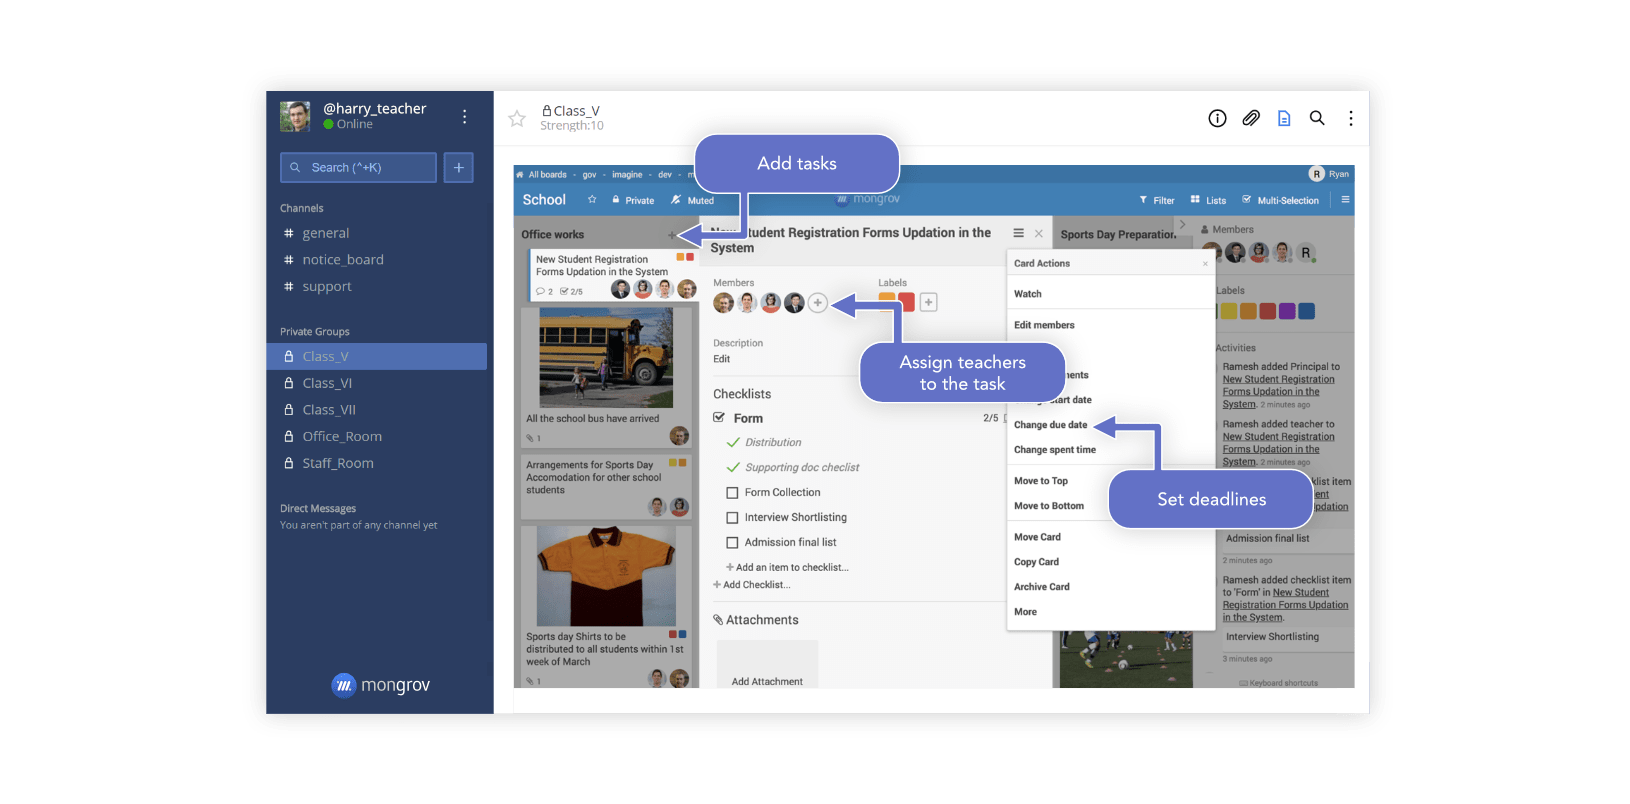 @harry_teacher
Online
Search (^+K)
+
Channels
# general
# notice_board
# support
Private Groups
Class_V
Class_VI
Class_VII
Office_Room
Staff_Room
Direct Messages
You aren't part of any channel yet
mongrov
Class_V
Strength:10
Add tasks
All boards - gov - imagine - dev - m
R Ryan
School
Private
Muted
mongrov
Filter
Lists
Multi-Selection
Office works
New Student Registration
Forms Updation in the System
2 2/5
All the school bus have arrived
1
Arrangements for Sports Day
Accomodation for other school
students
Sports day Shirts to be
distributed to all students within 1st
week of March
1
New Student Registration Forms Updation in the
System
Members
Labels
Assign teachers
to the task
Description
Edit
Checklists
Form
2/5
Distribution
Supporting doc checlist
Form Collection
Interview Shortlisting
Admission final list
+ Add an item to checklist...
+ Add Checklist...
Attachments
Add Attachment
Sports Day Preparation
Card Actions
Watch
Edit members
ments
art date
Change due date
Change spent time
Move to Top
Move to Bottom
Move Card
Copy Card
Archive Card
More
Set deadlines
Members
R
Labels
Activities
Ramesh added Principal to
New Student Registration
Forms Updation in the
System. 2 minutes ago
Ramesh added teacher to
New Student Registration
Forms Updation in the
System. 2 minutes ago
klist item
udent
pdation
Admission final list
2 minutes ago
Ramesh added checklist item
to 'Form' in New Student
Registration Forms Updation
in the System.
Interview Shortlisting
3 minutes ago
Keyboard shortcuts